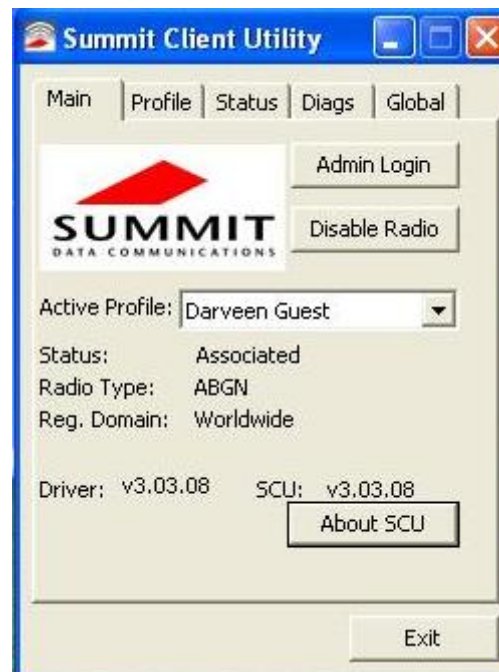 Summit Client Utility
Main Profile Status Diags Global
Admin Login
SUMMIT
DATA COMMUNICATIONS
Disable Radio
Active Profile: Darveen Guest
Status: Associated
Radio Type: ABGN
Reg. Domain: Worldwide
Driver: v3.03.08 SCU: v3.03.08
About SCU
Exit